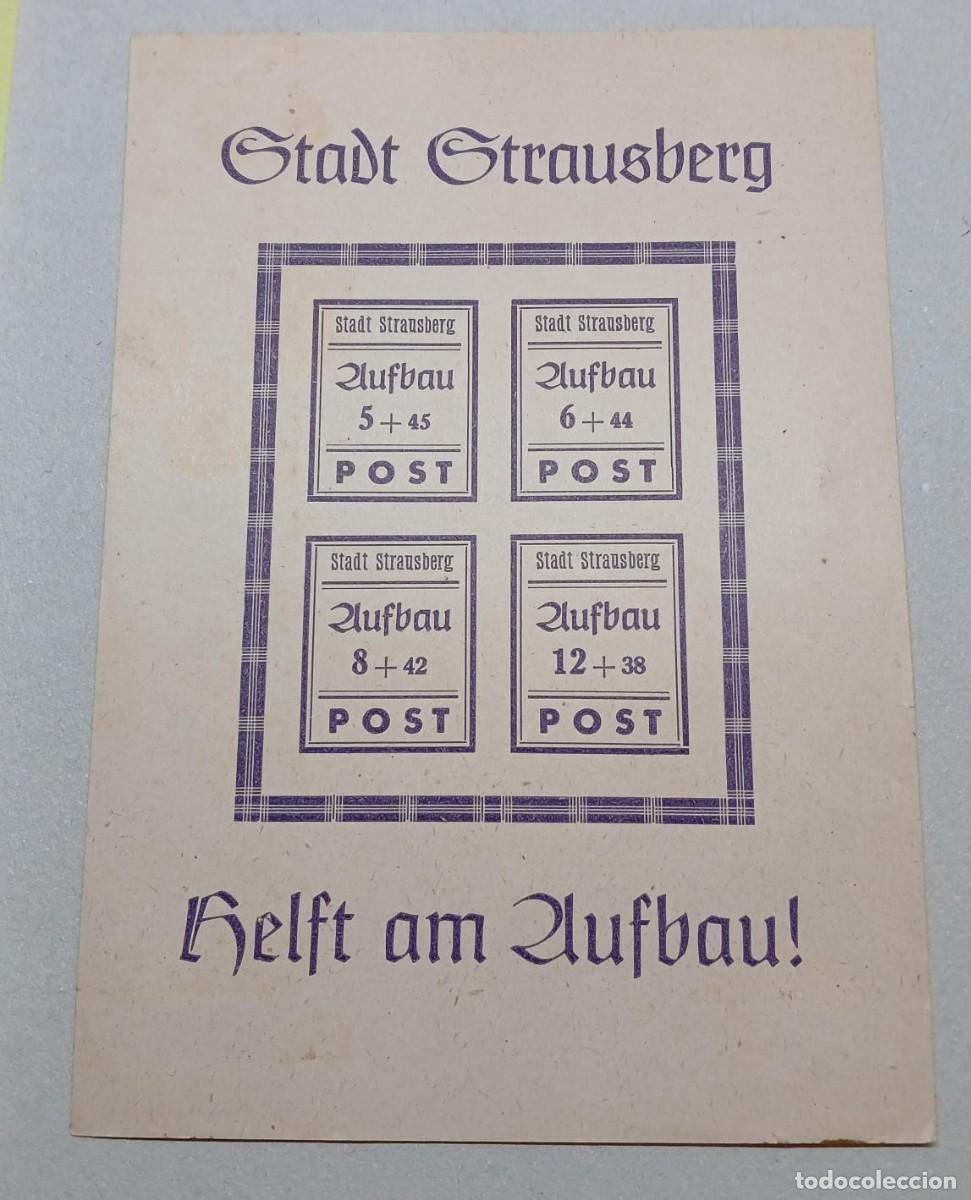 Stadt Strausberg
Stadt Strausberg
Aufbau
5 + 45
POST
Stadt Strausberg
Aufbau
6 + 44
POST
Stadt Strausberg
Aufbau
8 + 42
POST
Stadt Strausberg
Aufbau
12 + 38
POST
Helft am Aufbau!
todocoleccion